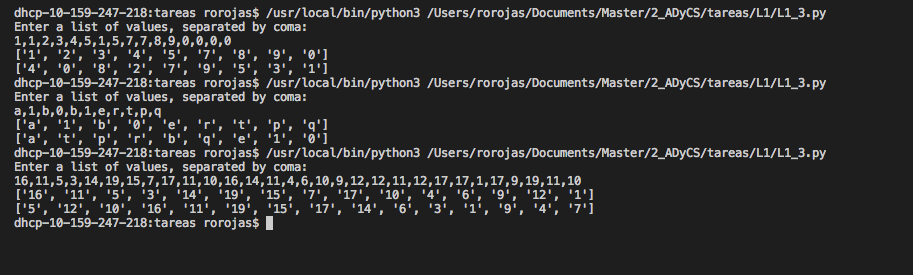 dhcp-10-159-247-218:tareas rorojas$ /usr/local/bin/python3 /Users/rorojas/Documents/Master/2_ADyCS/tareas/L1/L1_3.py
Enter a list of values, separated by coma:
1,1,2,3,4,5,1,5,7,7,8,9,0,0,0,0
['1', '2', '3', '4', '5', '7', '8', '9', '0']
['4', '0', '8', '2', '7', '9', '5', '3', '1']
dhcp-10-159-247-218:tareas rorojas$ /usr/local/bin/python3 /Users/rorojas/Documents/Master/2_ADyCS/tareas/L1/L1_3.py
Enter a list of values, separated by coma:
a,1,b,0,b,1,e,r,t,p,q
['a', '1', 'b', '0', 'e', 'r', 't', 'p', 'q']
['a', 't', 'p', 'r', 'b', 'q', 'e', '1', '0']
dhcp-10-159-247-218:tareas rorojas$ /usr/local/bin/python3 /Users/rorojas/Documents/Master/2_ADyCS/tareas/L1/L1_3.py
Enter a list of values, separated by coma:
16,11,5,3,14,19,15,7,17,11,10,16,14,11,4,6,10,9,12,12,11,12,17,17,1,17,9,19,11,10
['16', '11', '5', '3', '14', '19', '15', '7', '17', '10', '4', '6', '9', '12', '1']
['5', '12', '10', '16', '11', '19', '15', '17', '14', '6', '3', '1', '9', '4', '7']
dhcp-10-159-247-218:tareas rorojas$